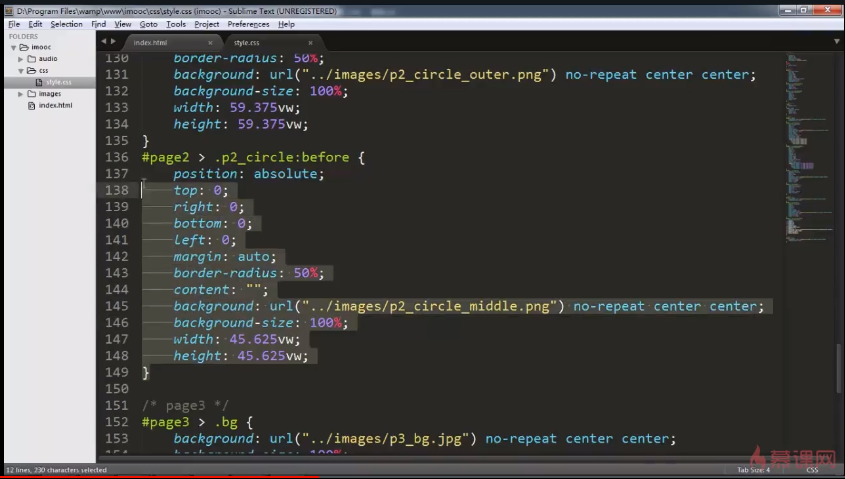 D:\Program Files\wamp\www\imooc\css\style.css (imooc) - Sublime Text (UNREGISTERED)
File Edit Selection Find View Goto Tools Project Preferences Help
FOLDERS
imooc
audio
css
style.css
images
index.html
index.html × style.css ×
130 border-radius: 50%;
131 background: url("../images/p2_circle_outer.png") no-repeat center center;
132 background-size: 100%;
133 width: 59.375vw;
134 height: 59.375vw;
135 }
136 #page2 > .p2_circle:before {
137 position: absolute;
138 top: 0;
139 right: 0;
140 bottom: 0;
141 left: 0;
142 margin: auto;
143 border-radius: 50%;
144 content: "";
145 background: url("../images/p2_circle_middle.png") no-repeat center center;
146 background-size: 100%;
147 width: 45.625vw;
148 height: 45.625vw;
149 }
150
151 /* page3 */
152 #page3 > .bg {
153 background: url("../images/p3_bg.jpg") no-repeat center center;
154 background-size: 100%;
慕课网
12 lines, 230 characters selected
Tab Size: 4
CSS